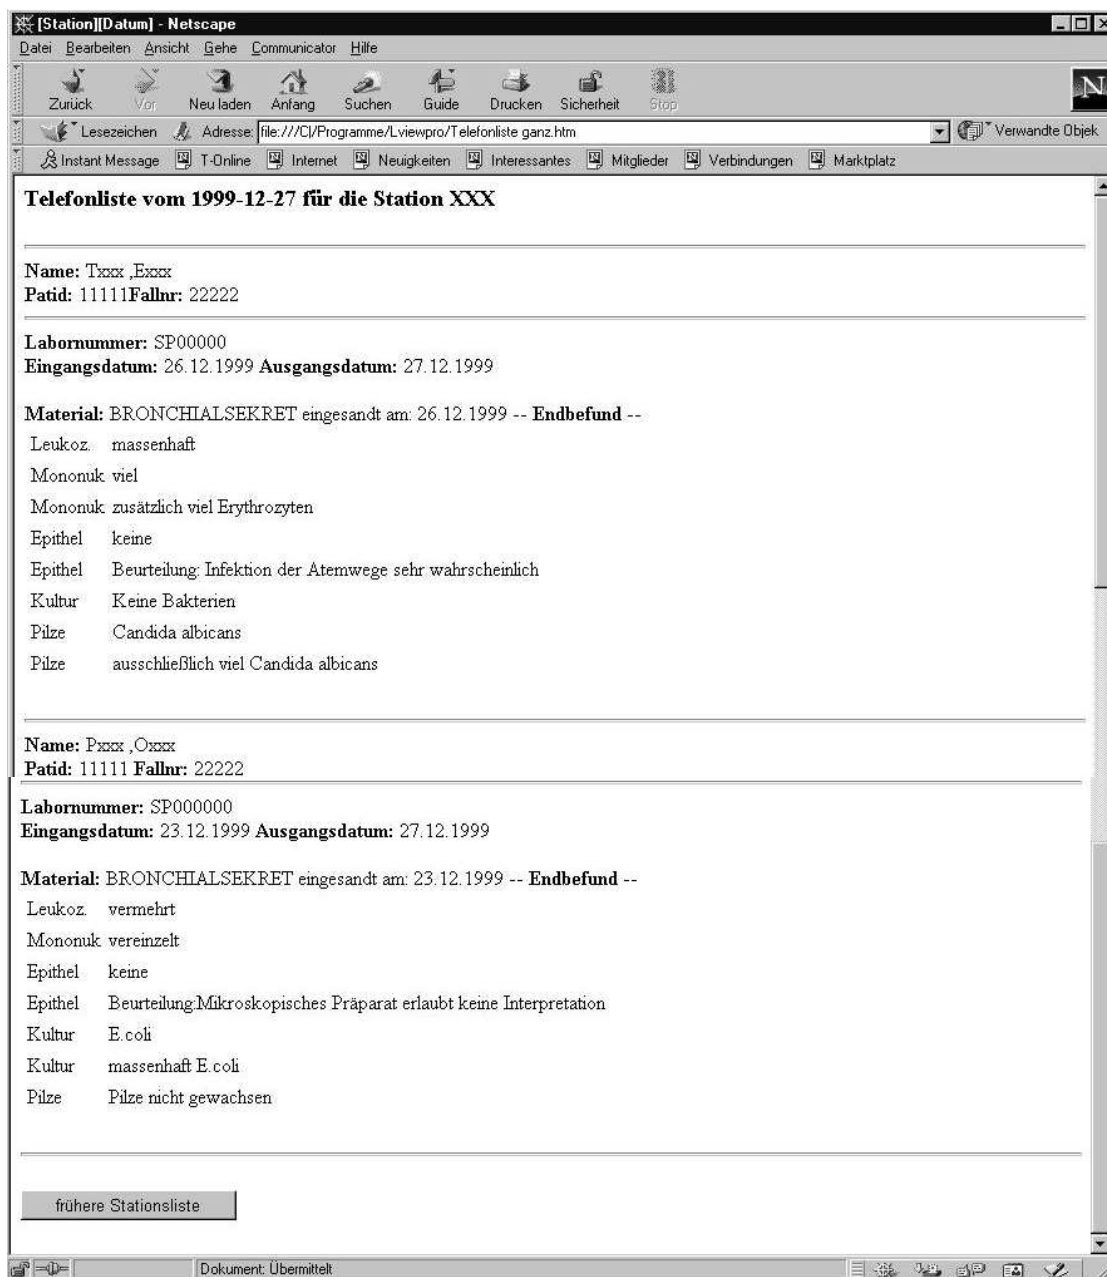 [Station][Datum] - Netscape
Datei Bearbeiten Ansicht Gehe Communicator Hilfe
Zurück Vor Neu laden Anfang Suchen Guide Drucken Sicherheit Stop
N
Lesezeichen Adresse: file:///C|/Programme/Lviewpro/Telefonliste ganz.htm Verwandte Objek
Instant Message T-Online Internet Neuigkeiten Interessantes Mitglieder Verbindungen Marktplatz
Telefonliste vom 1999-12-27 für die Station XXX
Name: Txxx ,Exxx
Patid: 11111Fallnr: 22222
Labornummer: SP00000
Eingangsdatum: 26.12.1999 Ausgangsdatum: 27.12.1999
Material: BRONCHIALSEKRET eingesandt am: 26.12.1999 -- Endbefund --
Leukoz. massenhaft
Mononuk viel
Mononuk zusätzlich viel Erythrozyten
Epithel keine
Epithel Beurteilung: Infektion der Atemwege sehr wahrscheinlich
Kultur Keine Bakterien
Pilze Candida albicans
Pilze ausschließlich viel Candida albicans
Name: Pxxx ,Oxxx
Patid: 11111 Fallnr: 22222
Labornummer: SP000000
Eingangsdatum: 23.12.1999 Ausgangsdatum: 27.12.1999
Material: BRONCHIALSEKRET eingesandt am: 23.12.1999 -- Endbefund --
Leukoz. vermehrt
Mononuk vereinzelt
Epithel keine
Epithel Beurteilung:Mikroskopisches Präparat erlaubt keine Interpretation
Kultur E.coli
Kultur massenhaft E.coli
Pilze Pilze nicht gewachsen
frühere Stationsliste
Dokument: Übermittelt